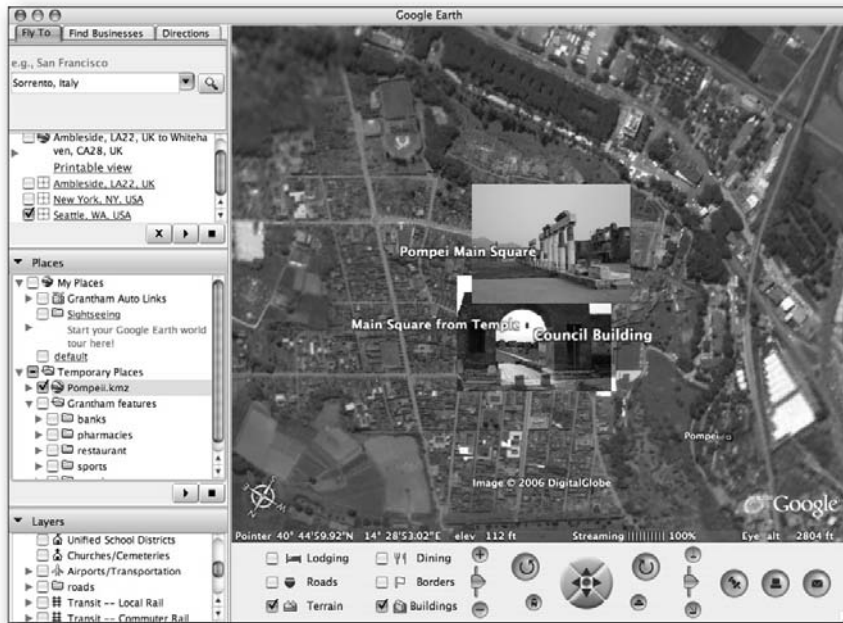 Google Earth
Fly To
Find Businesses
Directions
e.g., San Francisco
Sorrento, Italy
Ambleside, LA22, UK to Whiteha
ven, CA28, UK
Printable view
Ambleside, LA22, UK
New York, NY, USA
Seattle, WA, USA
Places
My Places
Grantham Auto Links
Sightseeing
Start your Google Earth world
tour here!
default
Temporary Places
Pompeii.kmz
Grantham features
banks
pharmacies
restaurant
sports
Layers
Unified School Districts
Churches/Cemeteries
Airports/Transportation
roads
Transit -- Local Rail
Transit -- Commuter Rail
Pompei Main Square
Main Square from Temple
Council Building
Image © 2006 DigitalGlobe
Google
Pointer 40° 44'59.92"N 14° 28'53.02"E elev 112 ft Streaming 100% Eye alt 2804 ft
Lodging
Dining
Roads
Borders
Terrain
Buildings